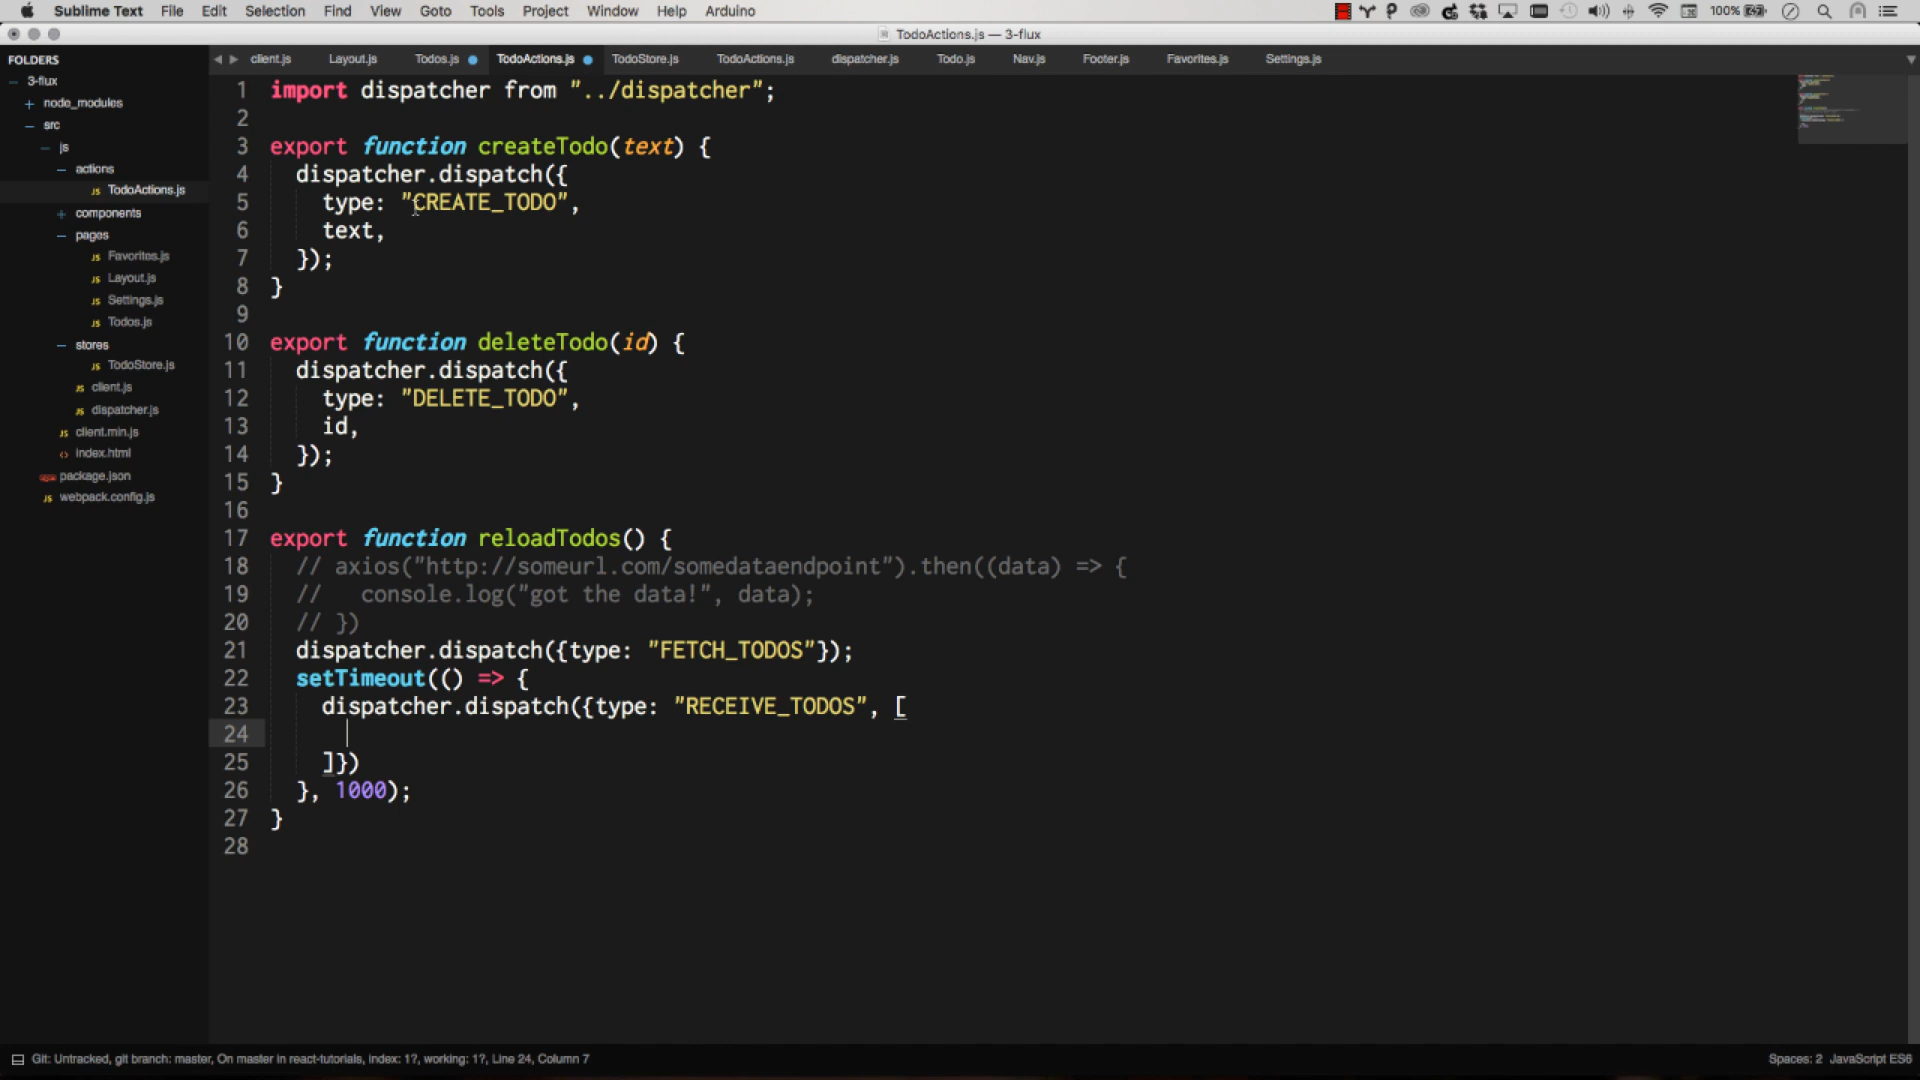 Sublime Text File Edit Selection Find View Goto Tools Project Window Help Arduino 100%
TodoActions.js — 3-flux
FOLDERS
3-flux
node_modules
src
js
actions
TodoActions.js
components
pages
Favorites.js
Layout.js
Settings.js
Todos.js
stores
TodoStore.js
client.js
dispatcher.js
client.min.js
index.html
package.json
webpack.config.js
client.js Layout.js Todos.js TodoActions.js TodoStore.js TodoActions.js dispatcher.js Todo.js Nav.js Footer.js Favorites.js Settings.js
1 import dispatcher from "../dispatcher";
2
3 export function createTodo(text) {
4 dispatcher.dispatch({
5 type: "CREATE_TODO",
6 text,
7 });
8 }
9
10 export function deleteTodo(id) {
11 dispatcher.dispatch({
12 type: "DELETE_TODO",
13 id,
14 });
15 }
16
17 export function reloadTodos() {
18 // axios("http://someurl.com/somedataendpoint").then((data) => {
19 // console.log("got the data!", data);
20 // })
21 dispatcher.dispatch({type: "FETCH_TODOS"});
22 setTimeout(() => {
23 dispatcher.dispatch({type: "RECEIVE_TODOS", [
24
25 ]})
26 }, 1000);
27 }
28
Git: Untracked, git branch: master, On master in react-tutorials, index: 1?, working: 1?, Line 24, Column 7
Spaces: 2 JavaScript ES6